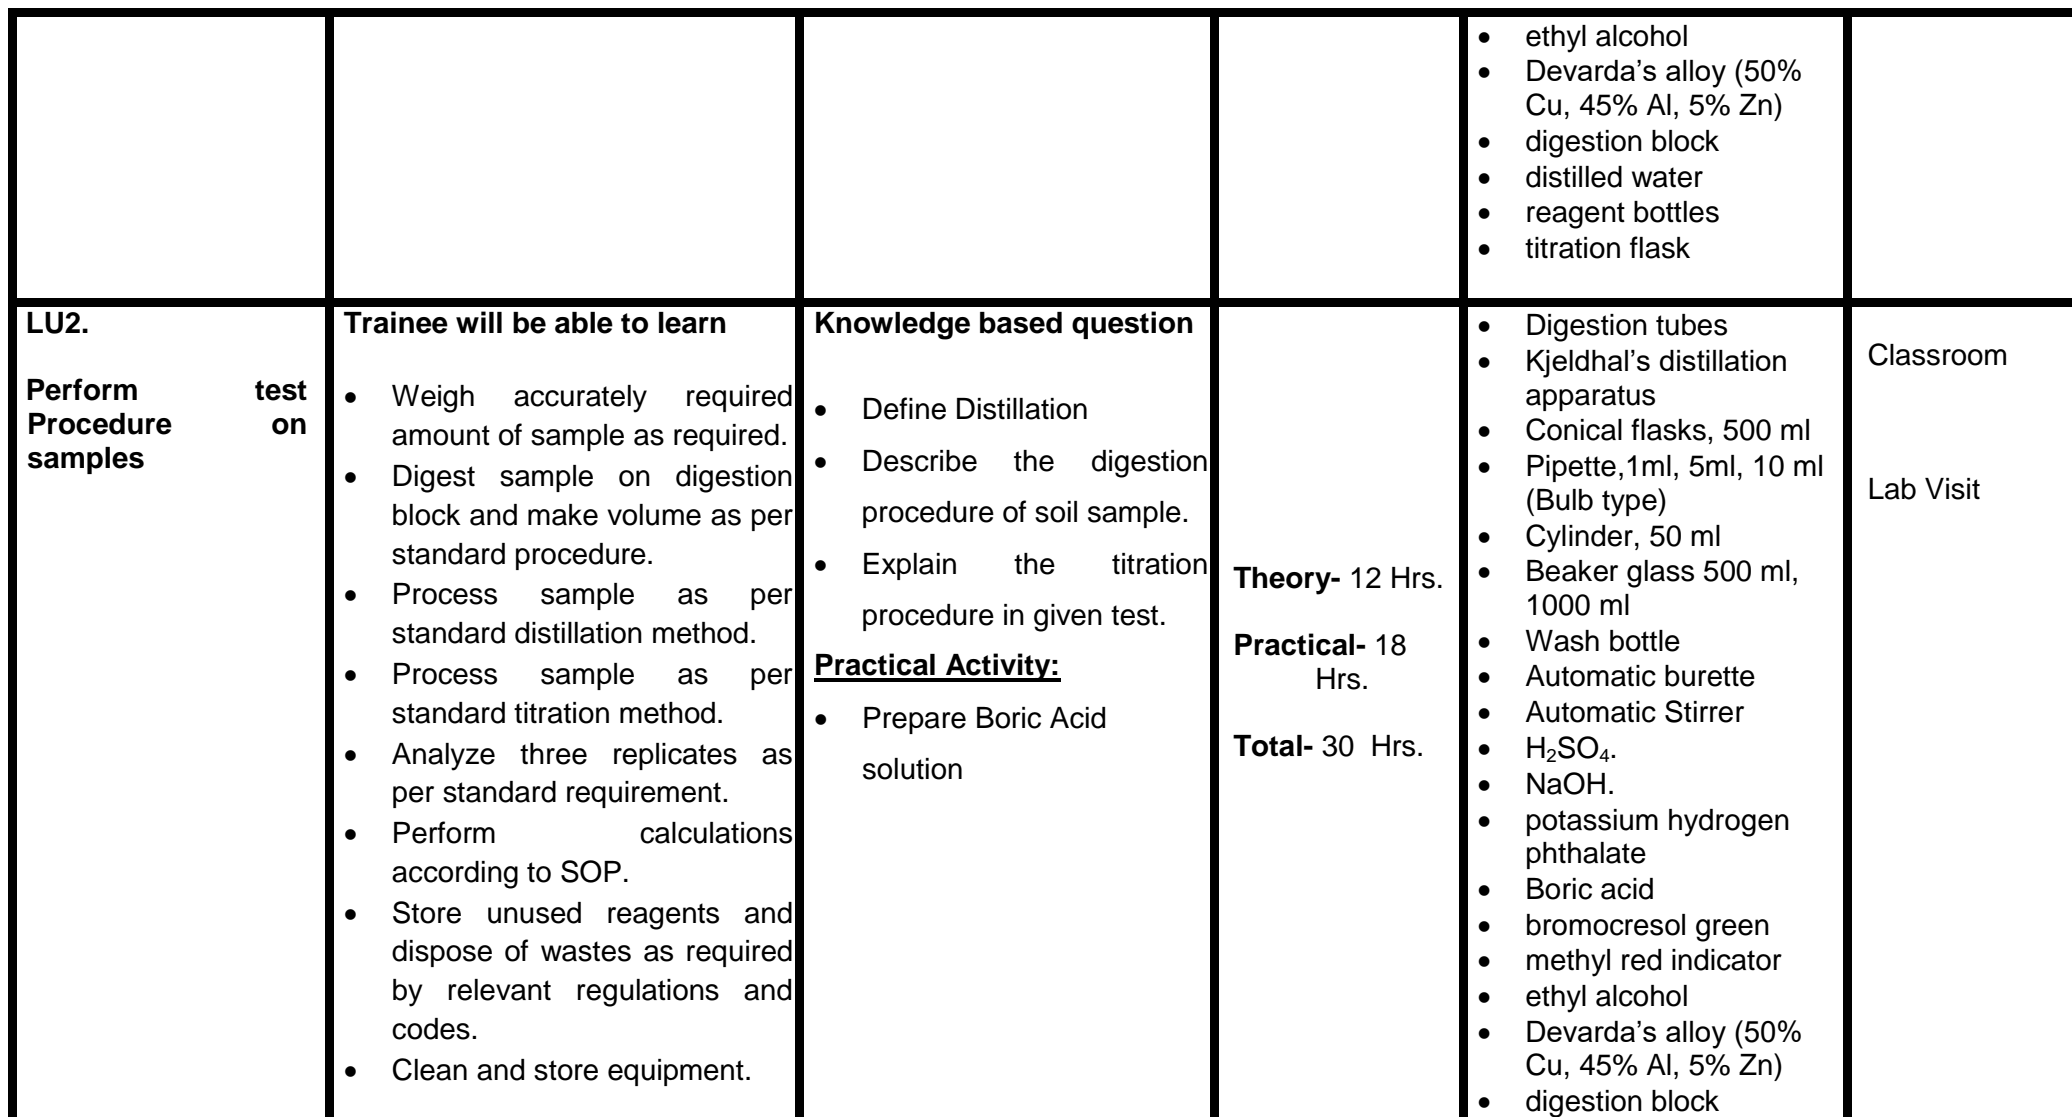 • ethyl alcohol
• Devarda’s alloy (50%
Cu, 45% Al, 5% Zn)
• digestion block
• distilled water
• reagent bottles
• titration flask
LU2.
Perform test
Procedure on
samples
Trainee will be able to learn
• Weigh accurately required
amount of sample as required.
• Digest sample on digestion
block and make volume as per
standard procedure.
• Process sample as per
standard distillation method.
• Process sample as per
standard titration method.
• Analyze three replicates as
per standard requirement.
• Perform calculations
according to SOP.
• Store unused reagents and
dispose of wastes as required
by relevant regulations and
codes.
• Clean and store equipment.
Knowledge based question
• Define Distillation
• Describe the digestion
procedure of soil sample.
• Explain the titration
procedure in given test.
Practical Activity:
• Prepare Boric Acid
solution
Theory- 12 Hrs.
Practical- 18
Hrs.
Total- 30 Hrs.
• Digestion tubes
• Kjeldhal’s distillation
apparatus
• Conical flasks, 500 ml
• Pipette,1ml, 5ml, 10 ml
(Bulb type)
• Cylinder, 50 ml
• Beaker glass 500 ml,
1000 ml
• Wash bottle
• Automatic burette
• Automatic Stirrer
• H₂SO₄.
• NaOH.
• potassium hydrogen
phthalate
• Boric acid
• bromocresol green
• methyl red indicator
• ethyl alcohol
• Devarda’s alloy (50%
Cu, 45% Al, 5% Zn)
• digestion block
Classroom
Lab Visit